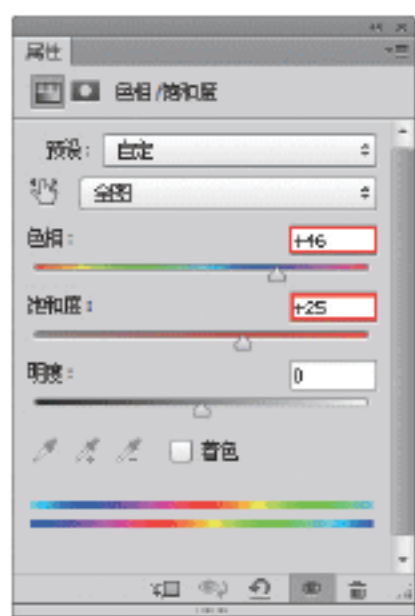 属性
色相/饱和度
预设： 自定
全图
色相： +46
饱和度： +25
明度： 0
着色